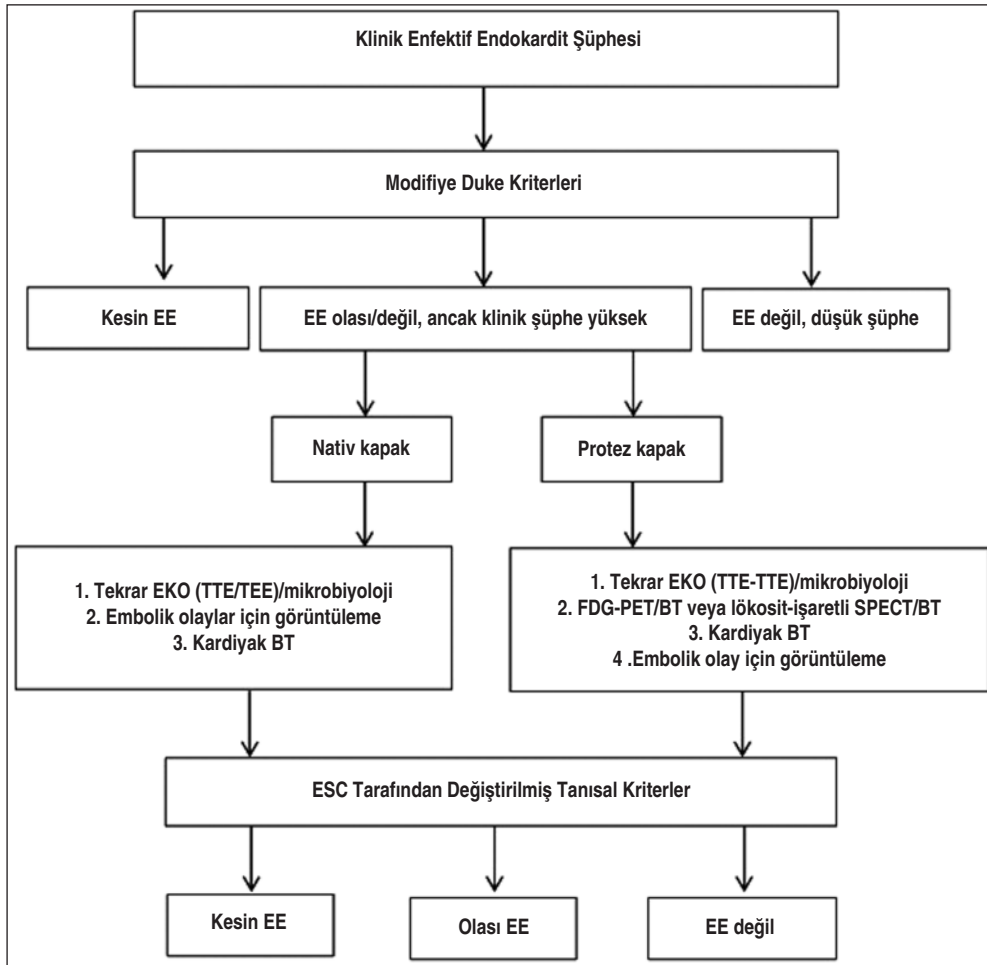 Klinik Enfektif Endokardit Şüphesi
Modifiye Duke Kriterleri
Kesin EE
EE olası/değil, ancak klinik şüphe yüksek
EE değil, düşük şüphe
Nativ kapak
Protez kapak
1. Tekrar EKO (TTE/TEE)/mikrobiyoloji
2. Embolik olaylar için görüntüleme
3. Kardiyak BT
1. Tekrar EKO (TTE-TTE)/mikrobiyoloji
2. FDG-PET/BT veya lökosit-işaretli SPECT/BT
3. Kardiyak BT
4 .Embolik olay için görüntüleme
ESC Tarafından Değiştirilmiş Tanısal Kriterler
Kesin EE
Olası EE
EE değil